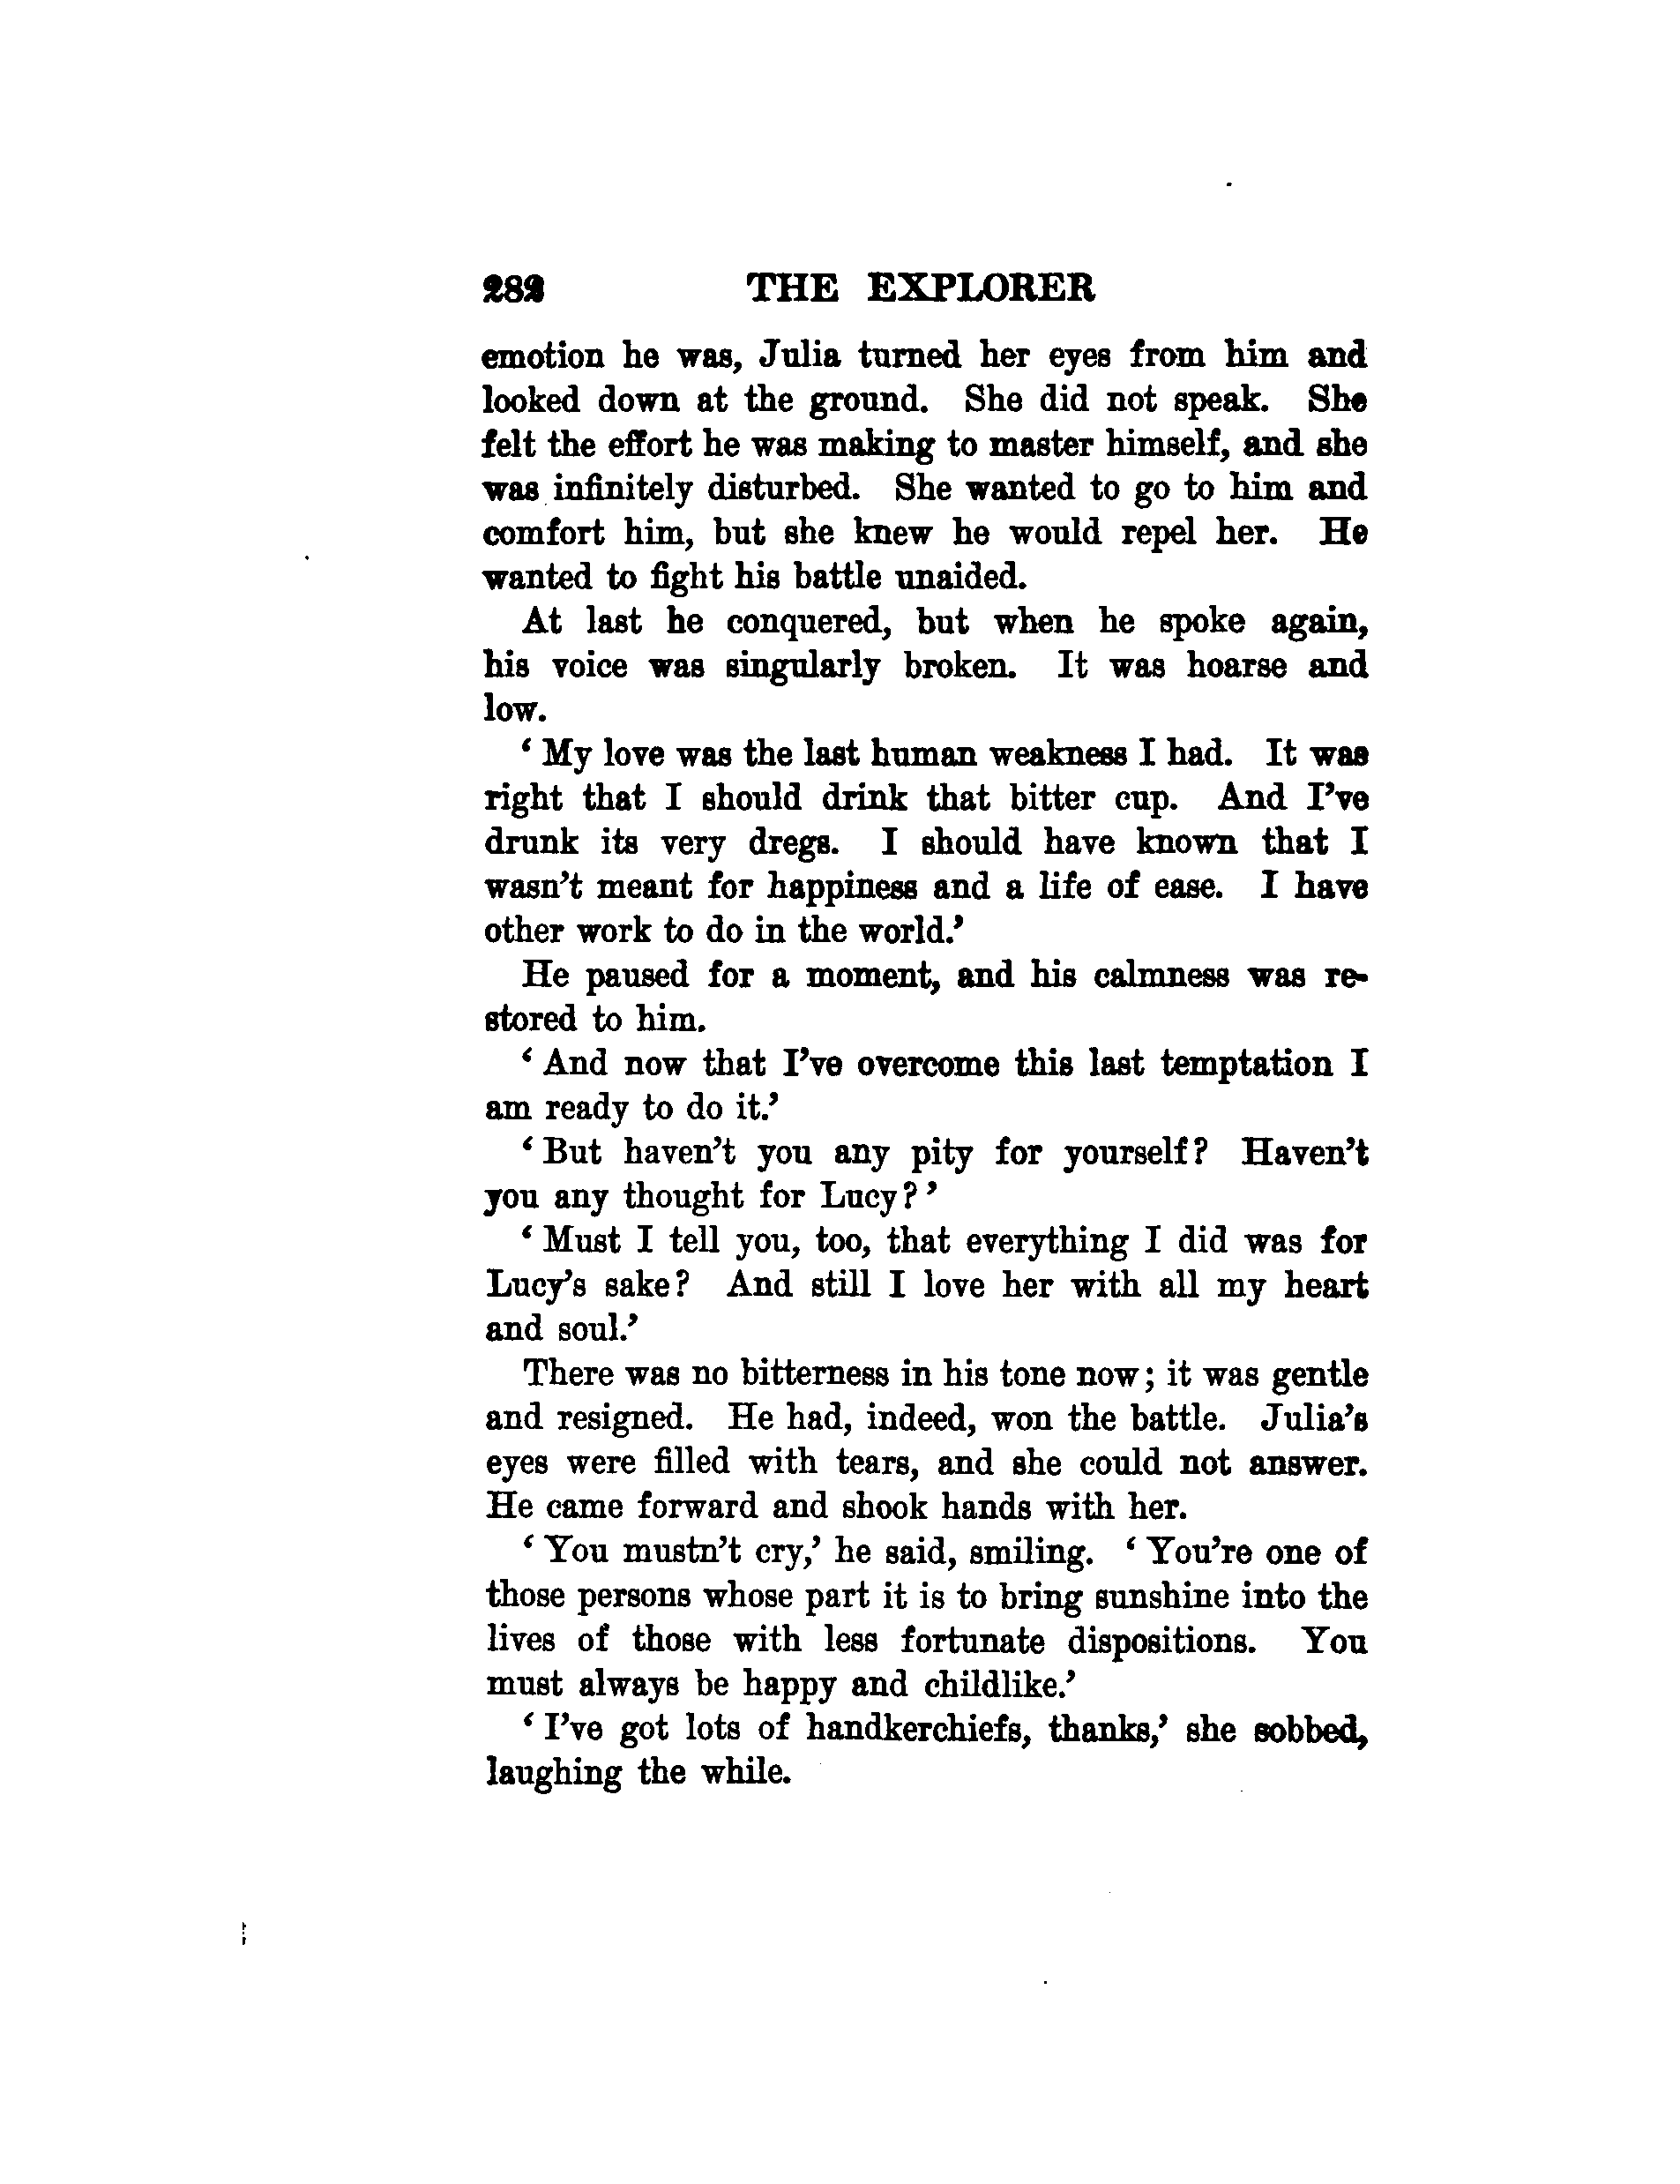 282 THE EXPLORER
emotion he was, Julia turned her eyes from him and
looked down at the ground. She did not speak. She
felt the effort he was making to master himself, and she
was infinitely disturbed. She wanted to go to him and
comfort him, but she knew he would repel her. He
wanted to fight his battle unaided.
At last he conquered, but when he spoke again,
his voice was singularly broken. It was hoarse and
low.
‘ My love was the last human weakness I had. It was
right that I should drink that bitter cup. And I’ve
drunk its very dregs. I should have known that I
wasn’t meant for happiness and a life of ease. I have
other work to do in the world.’
He paused for a moment, and his calmness was re-
stored to him.
‘ And now that I’ve overcome this last temptation I
am ready to do it.’
‘ But haven’t you any pity for yourself? Haven’t
you any thought for Lucy? ’
‘ Must I tell you, too, that everything I did was for
Lucy’s sake? And still I love her with all my heart
and soul.’
There was no bitterness in his tone now; it was gentle
and resigned. He had, indeed, won the battle. Julia’s
eyes were filled with tears, and she could not answer.
He came forward and shook hands with her.
‘ You mustn’t cry,’ he said, smiling. ‘ You’re one of
those persons whose part it is to bring sunshine into the
lives of those with less fortunate dispositions. You
must always be happy and childlike.’
‘ I’ve got lots of handkerchiefs, thanks,’ she sobbed,
laughing the while.